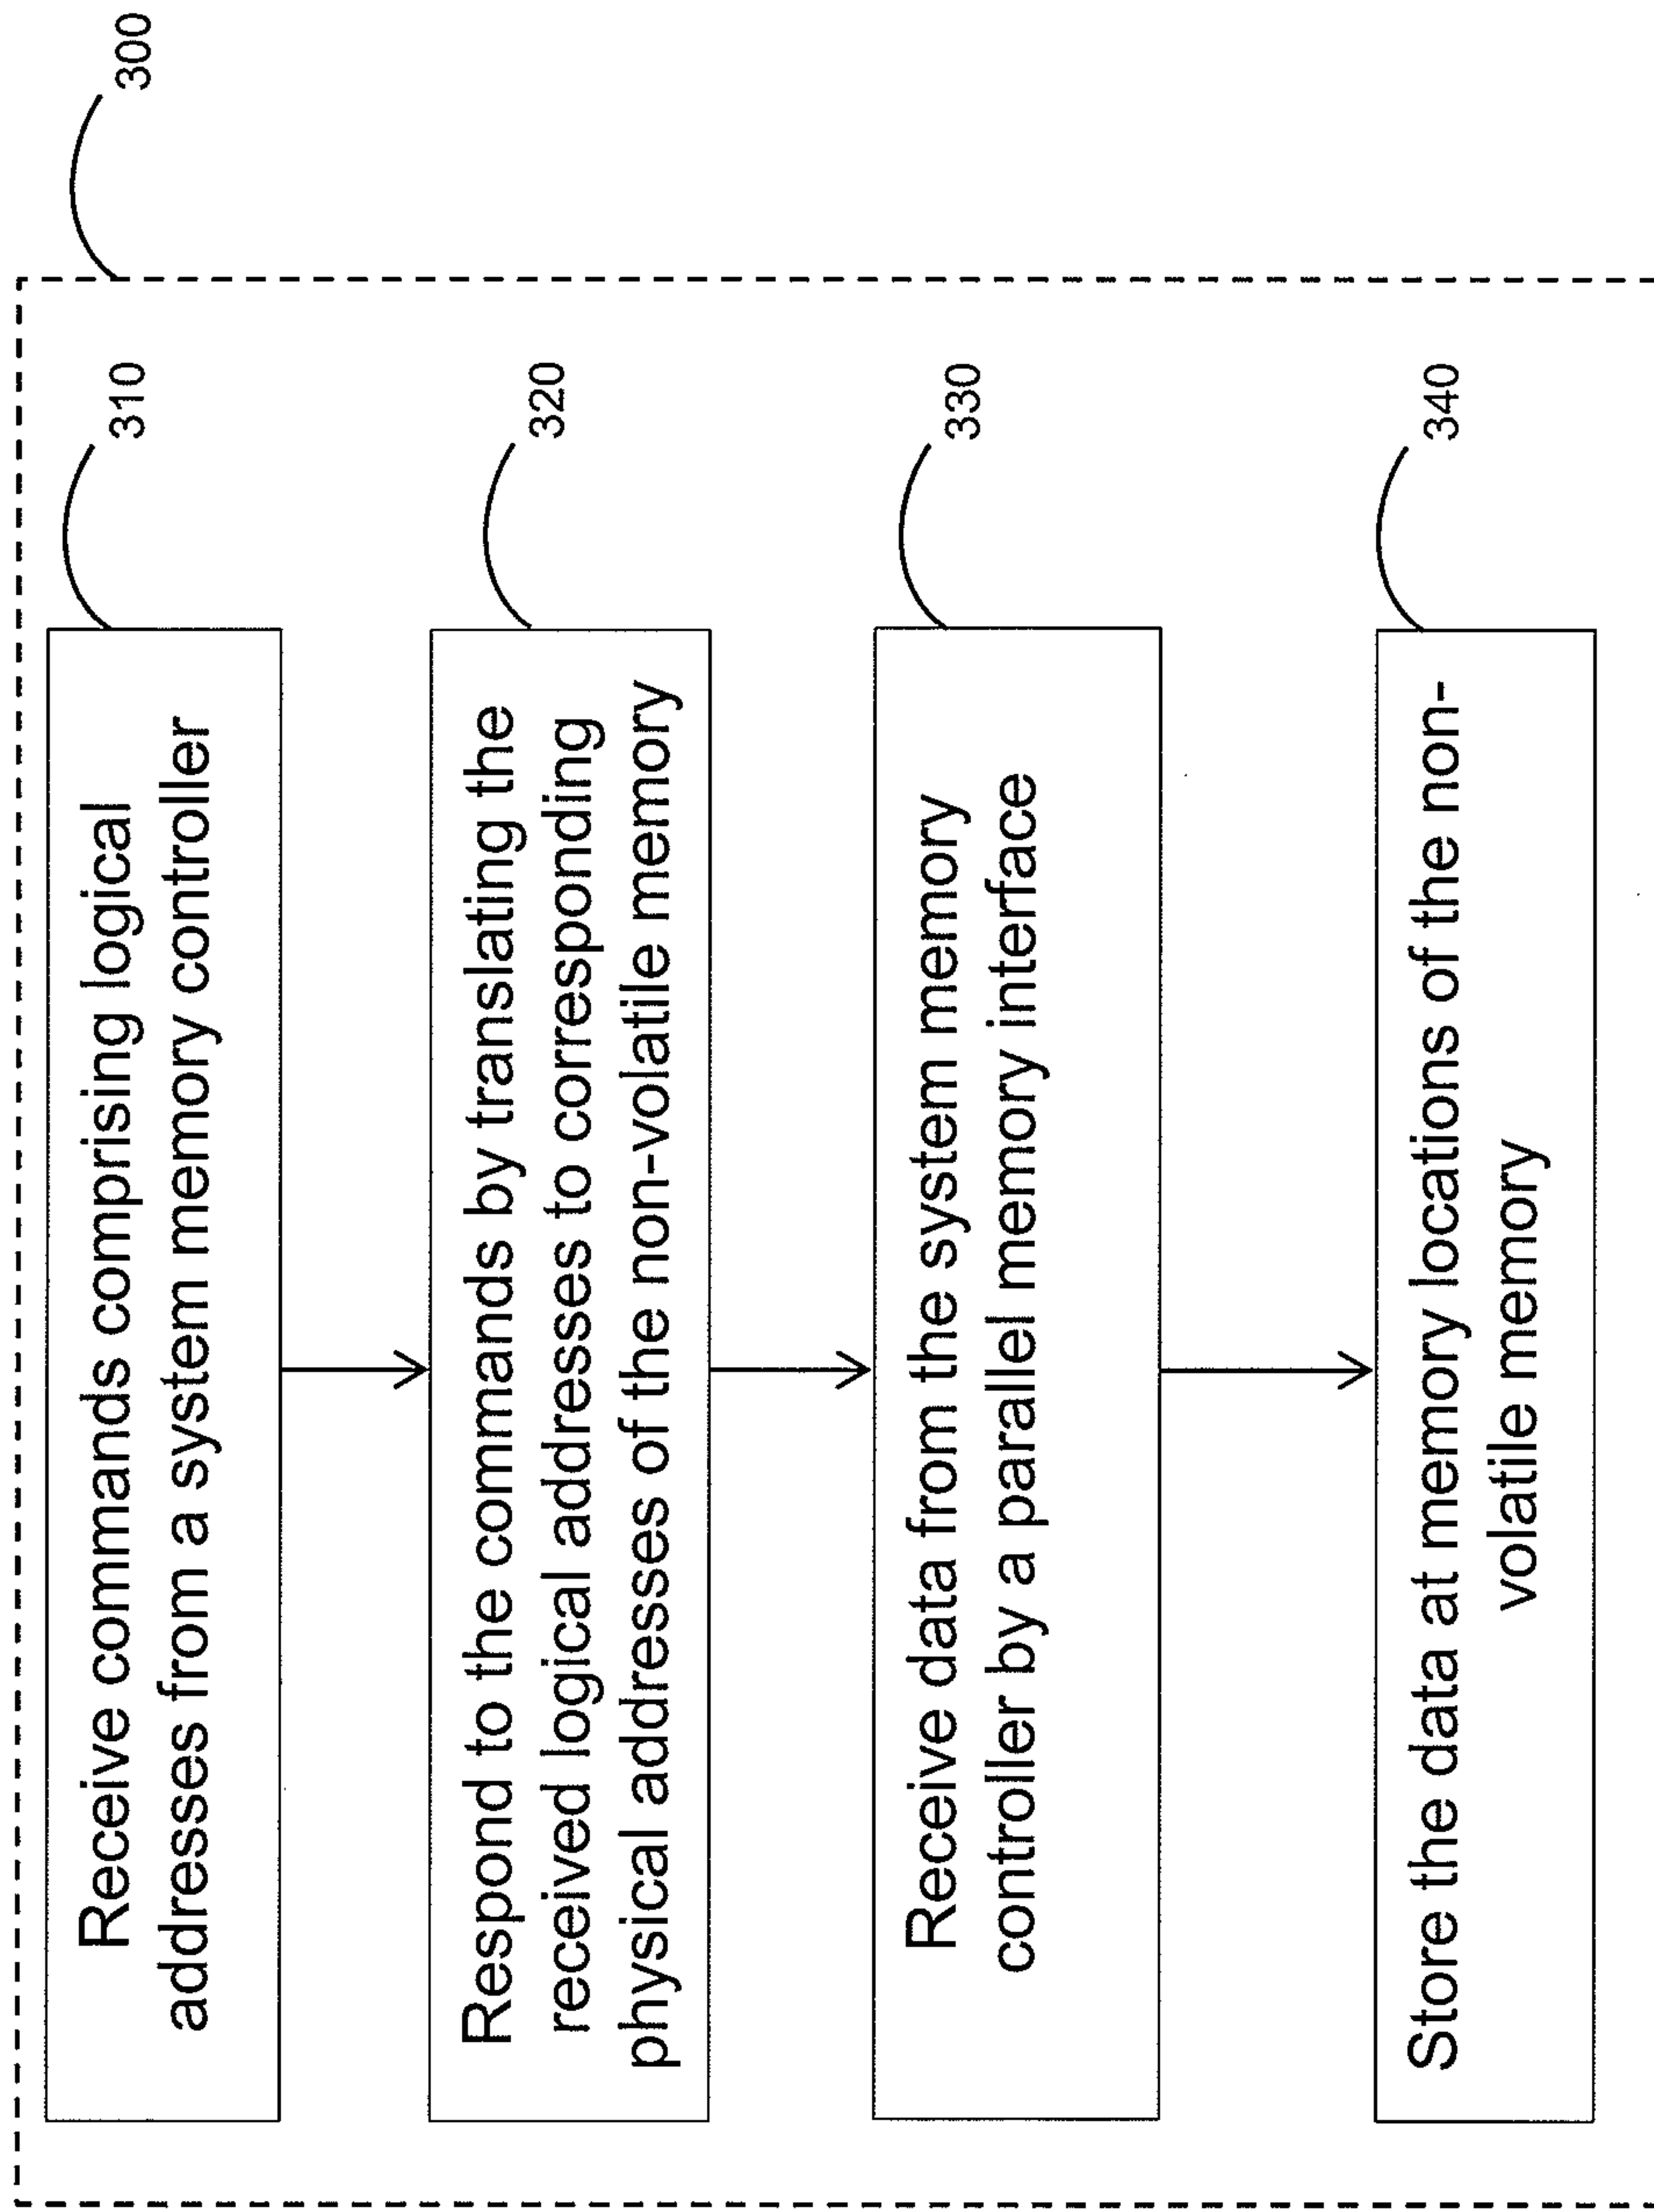 300
310
Receive commands comprising logical
addresses from a system memory controller
320
Respond to the commands by translating the
received logical addresses to corresponding
physical addresses of the non-volatile memory
330
Receive data from the system memory
controller by a parallel memory interface
340
Store the data at memory locations of the non-
volatile memory